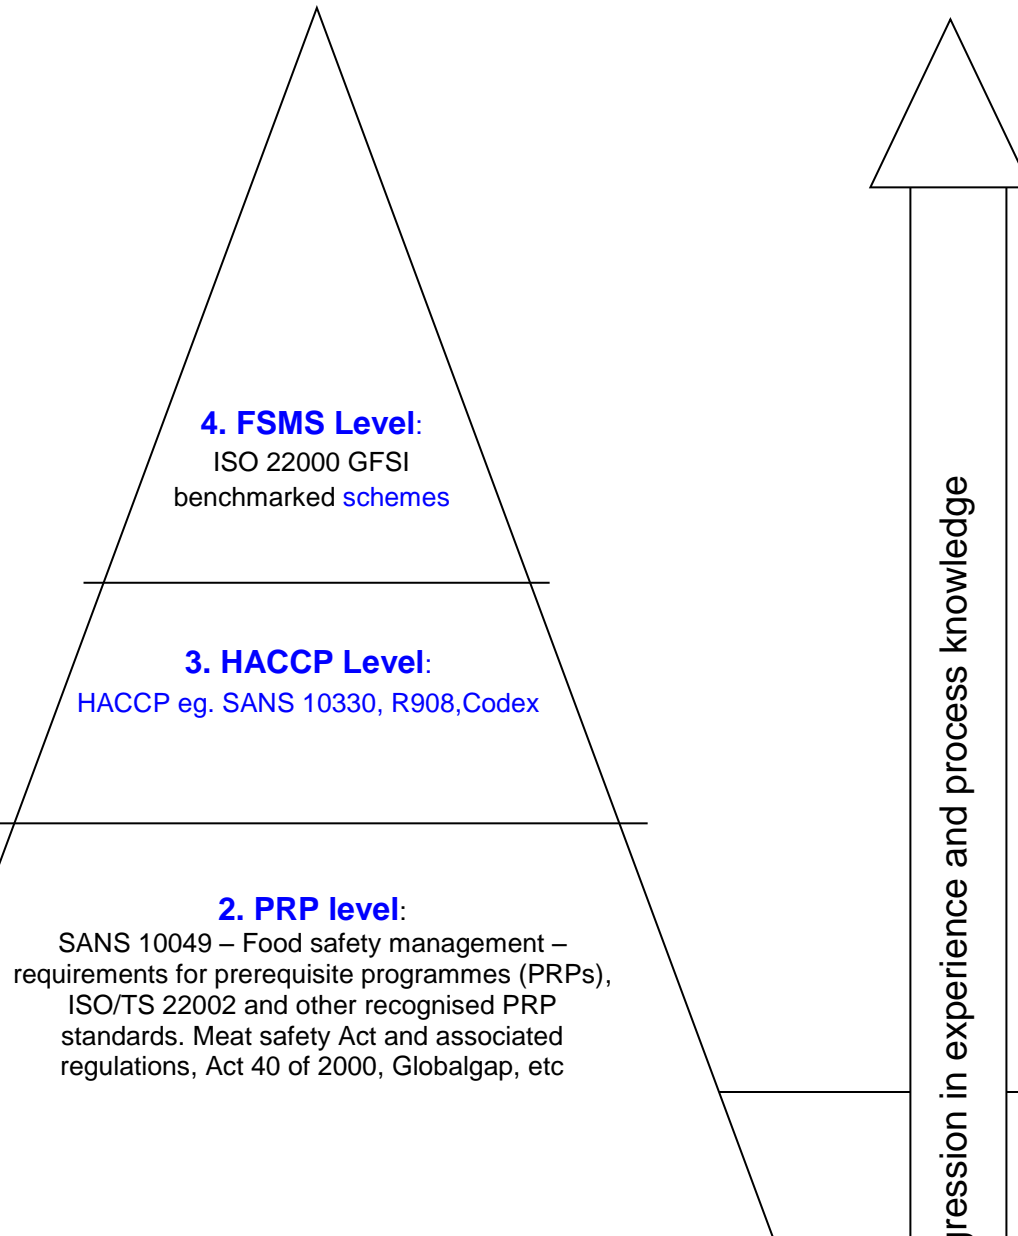 4. FSMS Level:
ISO 22000 GFSI
benchmarked schemes
3. HACCP Level:
HACCP eg. SANS 10330, R908,Codex
2. PRP level:
SANS 10049 – Food safety management –
requirements for prerequisite programmes (PRPs),
ISO/TS 22002 and other recognised PRP
standards. Meat safety Act and associated
regulations, Act 40 of 2000, Globalgap, etc
in experience and process knowledge